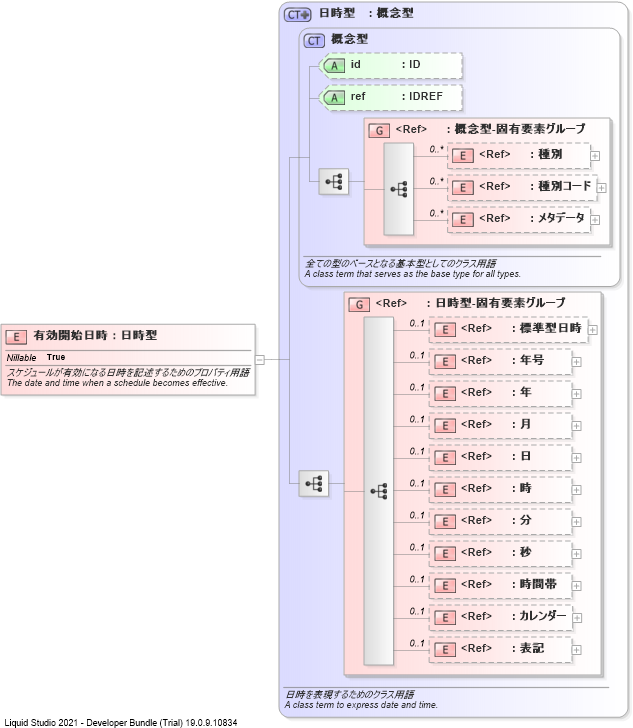 CT 日時型 : 概念型
CT 概念型
A id : ID
A ref : IDREF
G <Ref> : 概念型-固有要素グループ
0..* E <Ref> : 種別
0..* E <Ref> : 種別コード
0..* E <Ref> : メタデータ
全ての型のベースとなる基本型としてのクラス用語
A class term that serves as the base type for all types.
E 有効開始日時 : 日時型
Nillable True
スケジュールが有効になる日時を記述するためのプロパティ用語
The date and time when a schedule becomes effective.
G <Ref> : 日時型-固有要素グループ
0..1 E <Ref> : 標準型日時
0..1 E <Ref> : 年号
0..1 E <Ref> : 年
0..1 E <Ref> : 月
0..1 E <Ref> : 日
0..1 E <Ref> : 時
0..1 E <Ref> : 分
0..1 E <Ref> : 秒
0..1 E <Ref> : 時間帯
0..1 E <Ref> : カレンダー
0..1 E <Ref> : 表記
日時を表現するためのクラス用語
A class term to express date and time.
Liquid Studio 2021 - Developer Bundle (Trial) 19.0.9.10834